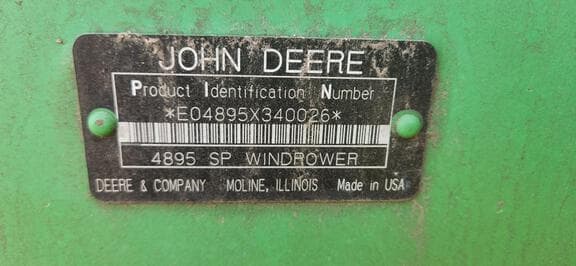 JOHN DEERE
Product Identification Number
*E04895X340026*
4895 SP WINDROWER
DEERE & COMPANY MOLINE, ILLINOIS Made in USA